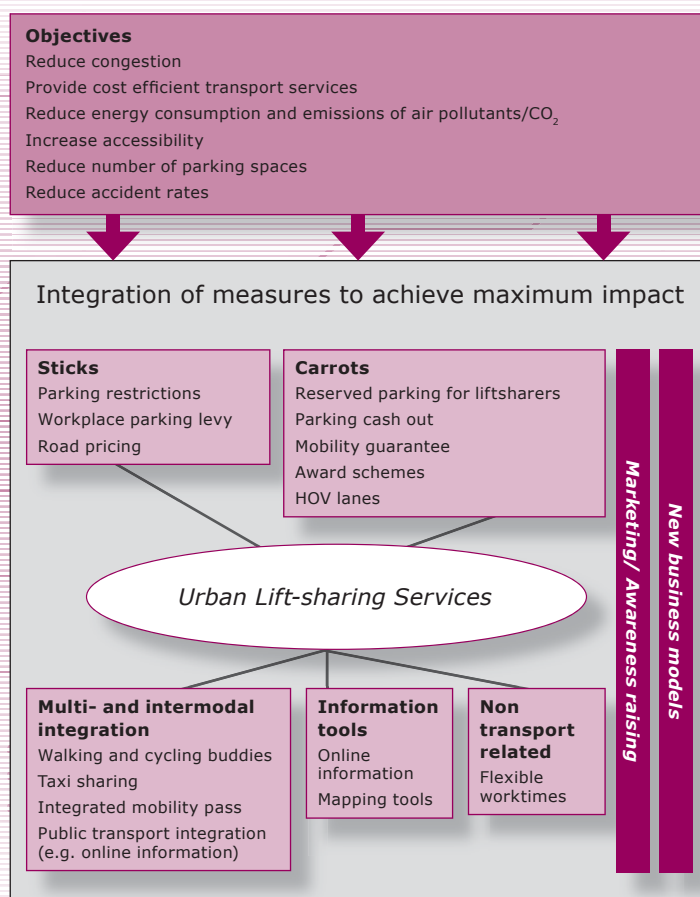 Objectives
Reduce congestion
Provide cost efficient transport services
Reduce energy consumption and emissions of air pollutants/CO₂
Increase accessibility
Reduce number of parking spaces
Reduce accident rates
Integration of measures to achieve maximum impact
Sticks
Parking restrictions
Workplace parking levy
Road pricing
Carrots
Reserved parking for liftsharers
Parking cash out
Mobility guarantee
Award schemes
HOV lanes
Urban Lift-sharing Services
Multi- and intermodal
integration
Walking and cycling buddies
Taxi sharing
Integrated mobility pass
Public transport integration
(e.g. online information)
Information
tools
Online
information
Mapping tools
Non
transport
related
Flexible
worktimes
Marketing/ Awareness raising
New business models